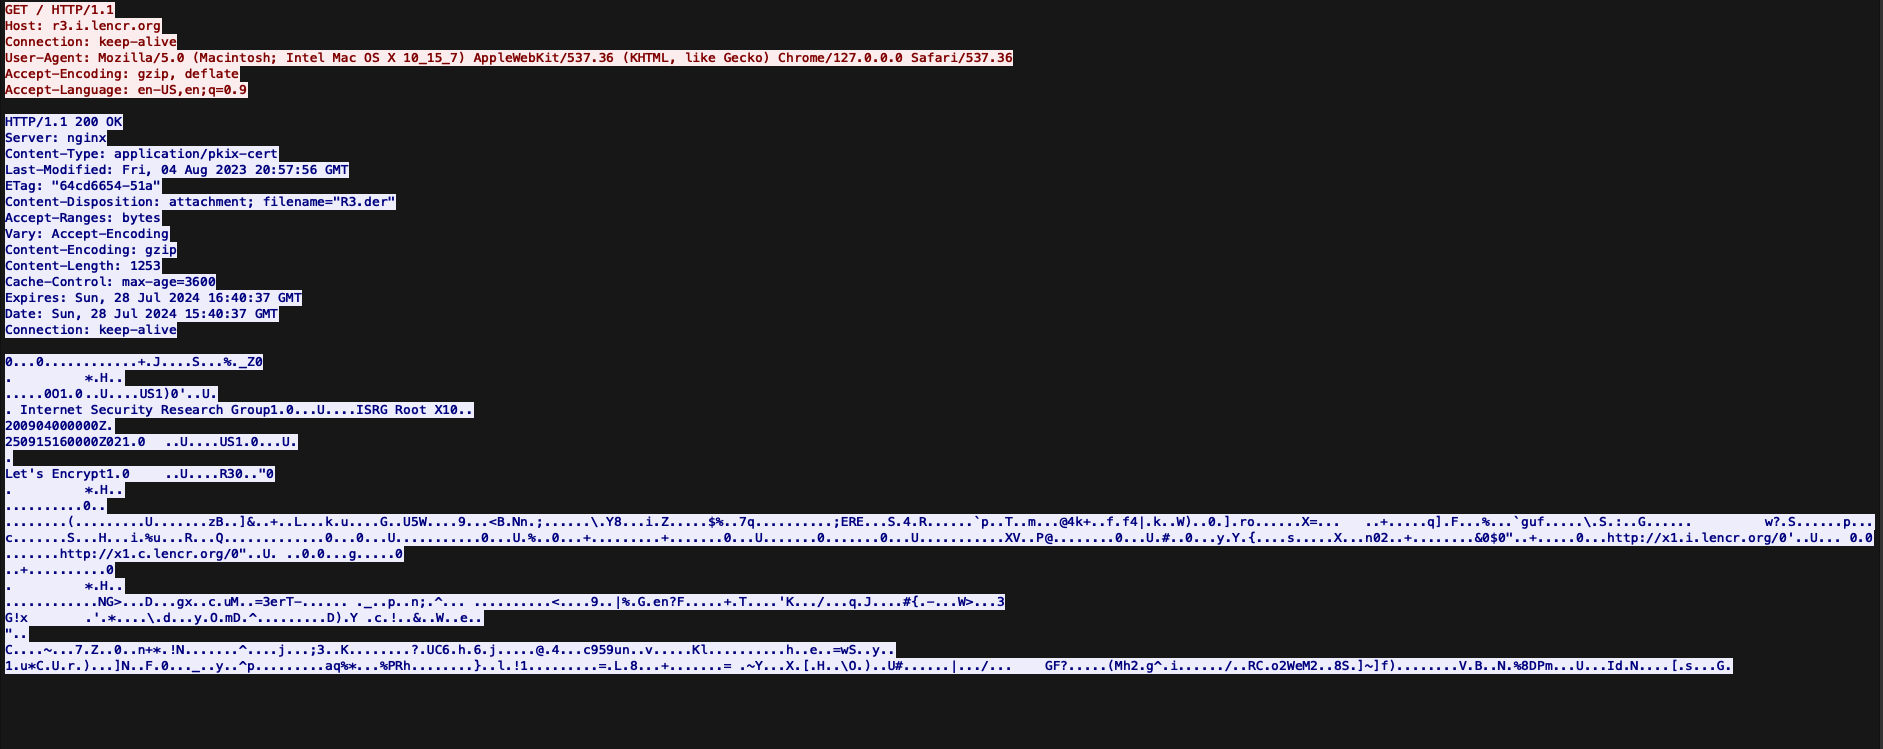 GET / HTTP/1.1
Host: r3.i.lencr.org
Connection: keep-alive
User-Agent: Mozilla/5.0 (Macintosh; Intel Mac OS X 10_15_7) AppleWebKit/537.36 (KHTML, like Gecko) Chrome/127.0.0.0 Safari/537.36
Accept-Encoding: gzip, deflate
Accept-Language: en-US,en;q=0.9
HTTP/1.1 200 OK
Server: nginx
Content-Type: application/pkix-cert
Last-Modified: Fri, 04 Aug 2023 20:57:56 GMT
ETag: "64cd6654-51a"
Content-Disposition: attachment; filename="R3.der"
Accept-Ranges: bytes
Vary: Accept-Encoding
Content-Encoding: gzip
Content-Length: 1253
Cache-Control: max-age=3600
Expires: Sun, 28 Jul 2024 16:40:37 GMT
Date: Sun, 28 Jul 2024 15:40:37 GMT
Connection: keep-alive
0...0............+.J....S...%._Z0
. *.H..
.....0O1.0..U....US1)0'..U.
. Internet Security Research Group1.0...U....ISRG Root X10..
200904000000Z.
250915160000Z021.0 ..U....US1.0...U.
.
Let's Encrypt1.0 ..U....R30.."0
. *.H..
..........0..
........(.........U.......zB..]&..+..L...k.u....G..U5W....9...<B.Nn.;......\.Y8...i.Z.....$%..7q..........;ERE...S.4.R......`p..T..m...@4k+..f.f4|.k..W)..0.].ro......X=... ..+.....q].F...%...`guf.....\.S.:..G...... w?.S......p...
c.......S...H...i.%u...R...Q.............0...0...U...........0...U.%..0...+.........+.......0...U.......0.......0...U...........XV..P@........0...U.#..0...y.Y.{....s.....X...n02..+........&0$0"..+.....0...http://x1.i.lencr.org/0'..U... 0.0
.......http://x1.c.lencr.org/0"..U. ..0.0...g.....0
..+..........0
. *.H..
............NG>...D...gx..c.uM..=3erT-...... ._..p..n;.^... ..........<....9..|%.G.en?F.....+.T....'K.../...q.J....#{.-...W>...3
G!x .'.*....\.d...y.O.mD.^.........D).Y .c.!..&..W..e..
"..
C....~...7.Z..0..n+*.!N.......^....j...;3..K........?.UC6.h.6.j.....@.4...c959un..v.....Kl..........h..e..=wS..y..
1.u*C.U.r.)...]N..F.0..._..y..^p.........aq%*...%PRh........}..l.!1.........=.L.8...+.......= .~Y...X.[.H..\O.)..U#......|.../... GF?.....(Mh2.g^.i....../..RC.o2WeM2..8S.]~]f)........V.B..N.%8DPm...U...Id.N....[.s...G.